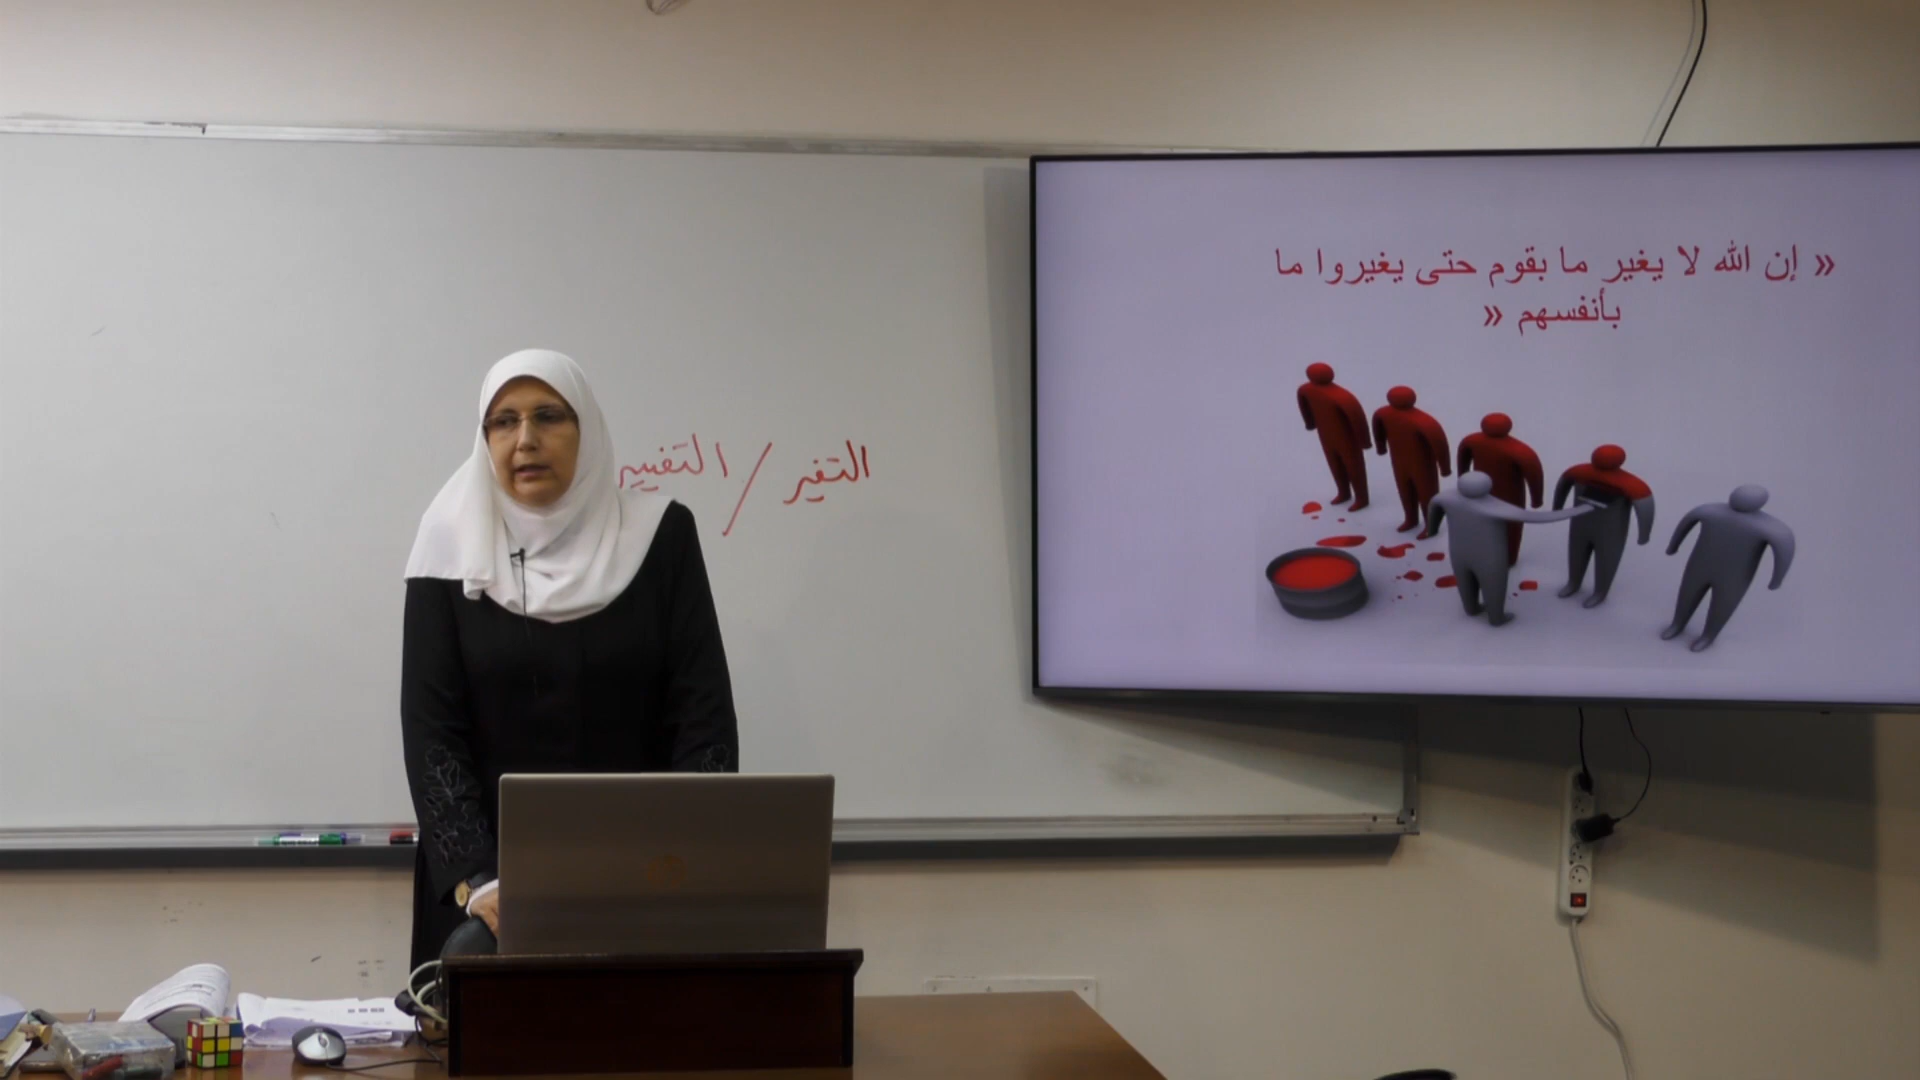 « إن الله لا يغير ما بقوم حتى يغيروا ما
بأنفسهم «
التغير / التغيير